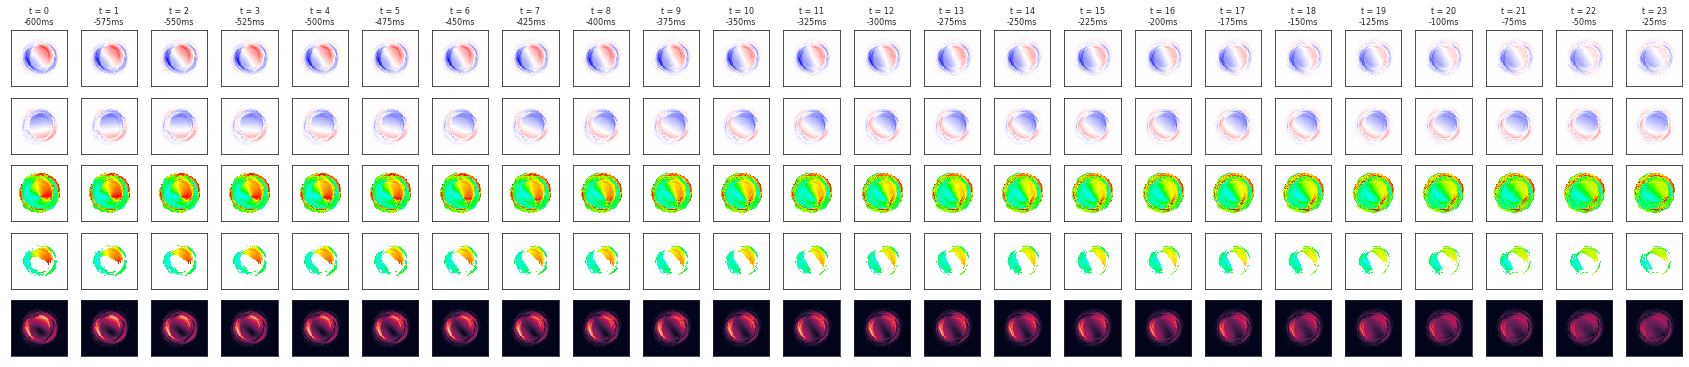 t = 0 t = 1 t = 2 t = 3 t = 4 t = 5 t = 6 t = 7 t = 8 t = 9 t = 10 t = 11 t = 12 t = 13 t = 14 t = 15 t = 16 t = 17 t = 18 t = 19 t = 20 t = 21 t = 22 t = 23
-600ms -575ms -550ms -525ms -500ms -475ms -450ms -425ms -400ms -375ms -350ms -325ms -300ms -275ms -250ms -225ms -200ms -175ms -150ms -125ms -100ms -75ms -50ms -25ms